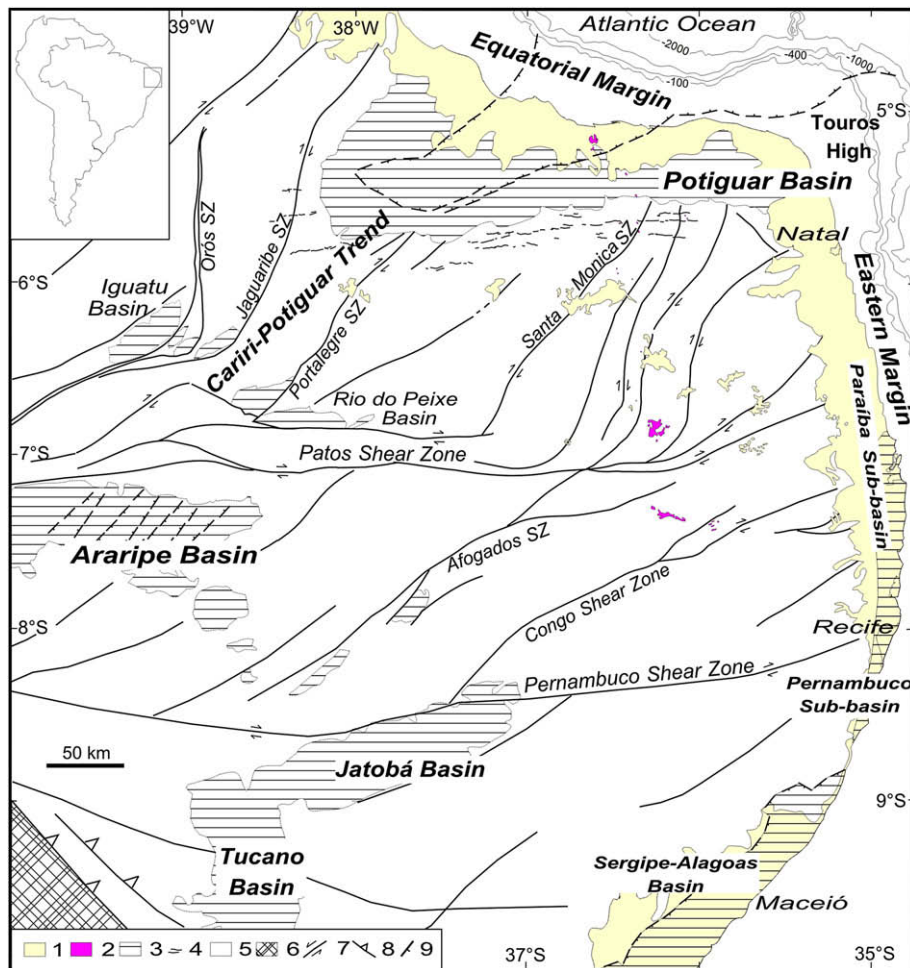 39°W
38°W
Atlantic Ocean
-2000
-400
-1000
-100
Equatorial Margin
5°S
Touros
High
Potiguar Basin
Natal
Orós SZ
Jaguaribe SZ
Cariri-Potiguar Trend
Portalegre SZ
Santa Monica SZ
6°S
Iguatu
Basin
Eastern Margin
Paraíba Sub-basin
Rio do Peixe
Basin
7°S
Patos Shear Zone
Araripe Basin
Afogados SZ
Congo Shear Zone
8°S
Recife
Pernambuco Shear Zone
Pernambuco
Sub-basin
50 km
Jatobá Basin
9°S
Tucano
Basin
Sergipe-Alagoas
Basin
Maceió
1 2 3 4 5 6 7 8 9
37°S
35°S